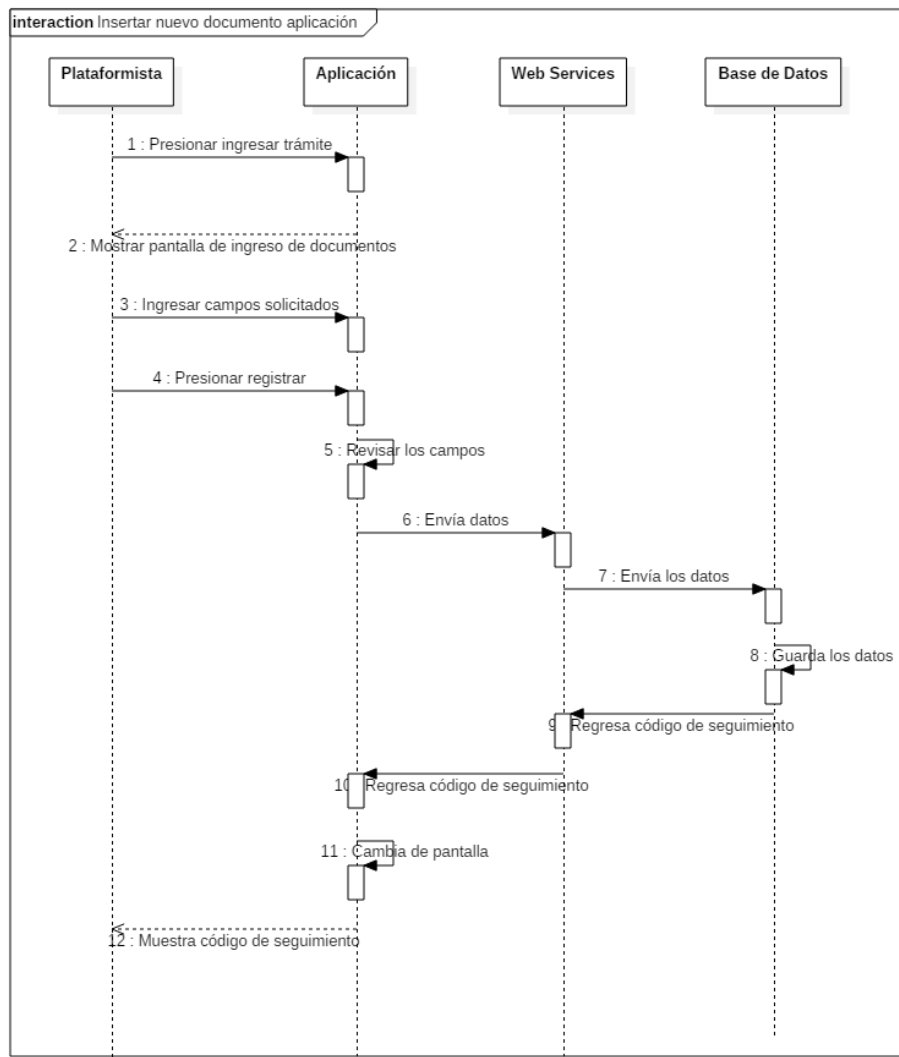 interaction Insertar nuevo documento aplicación
Plataformista
Aplicación
Web Services
Base de Datos
1 : Presionar ingresar trámite
2 : Mostrar pantalla de ingreso de documentos
3 : Ingresar campos solicitados
4 : Presionar registrar
5 : Revisar los campos
6 : Envía datos
7 : Envía los datos
8 : Guarda los datos
9 : Regresa código de seguimiento
10 : Regresa código de seguimiento
11 : Cambia de pantalla
12 : Muestra código de seguimiento